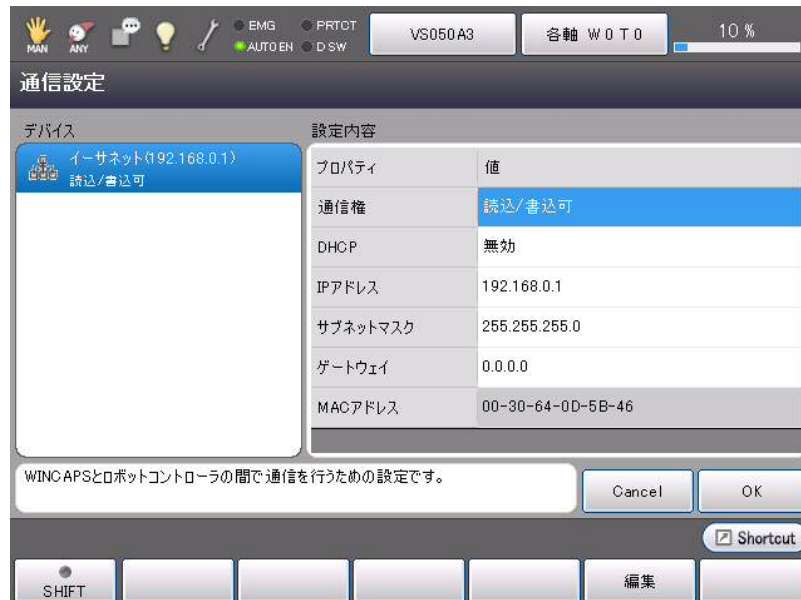 MAN
ANY
EMG
AUTO EN
PRTCT
D SW
VS050A3
各軸 W 0 T 0
10 %
通信設定
デバイス
設定内容
イーサネット(192.168.0.1)
読込/書込可
プロパティ 値
通信権 読込/書込可
DHCP 無効
IPアドレス 192.168.0.1
サブネットマスク 255.255.255.0
ゲートウェイ 0.0.0.0
MACアドレス 00-30-64-0D-5B-46
WINCAPSとロボットコントローラの間で通信を行うための設定です。
Cancel
OK
Shortcut
SHIFT
編集